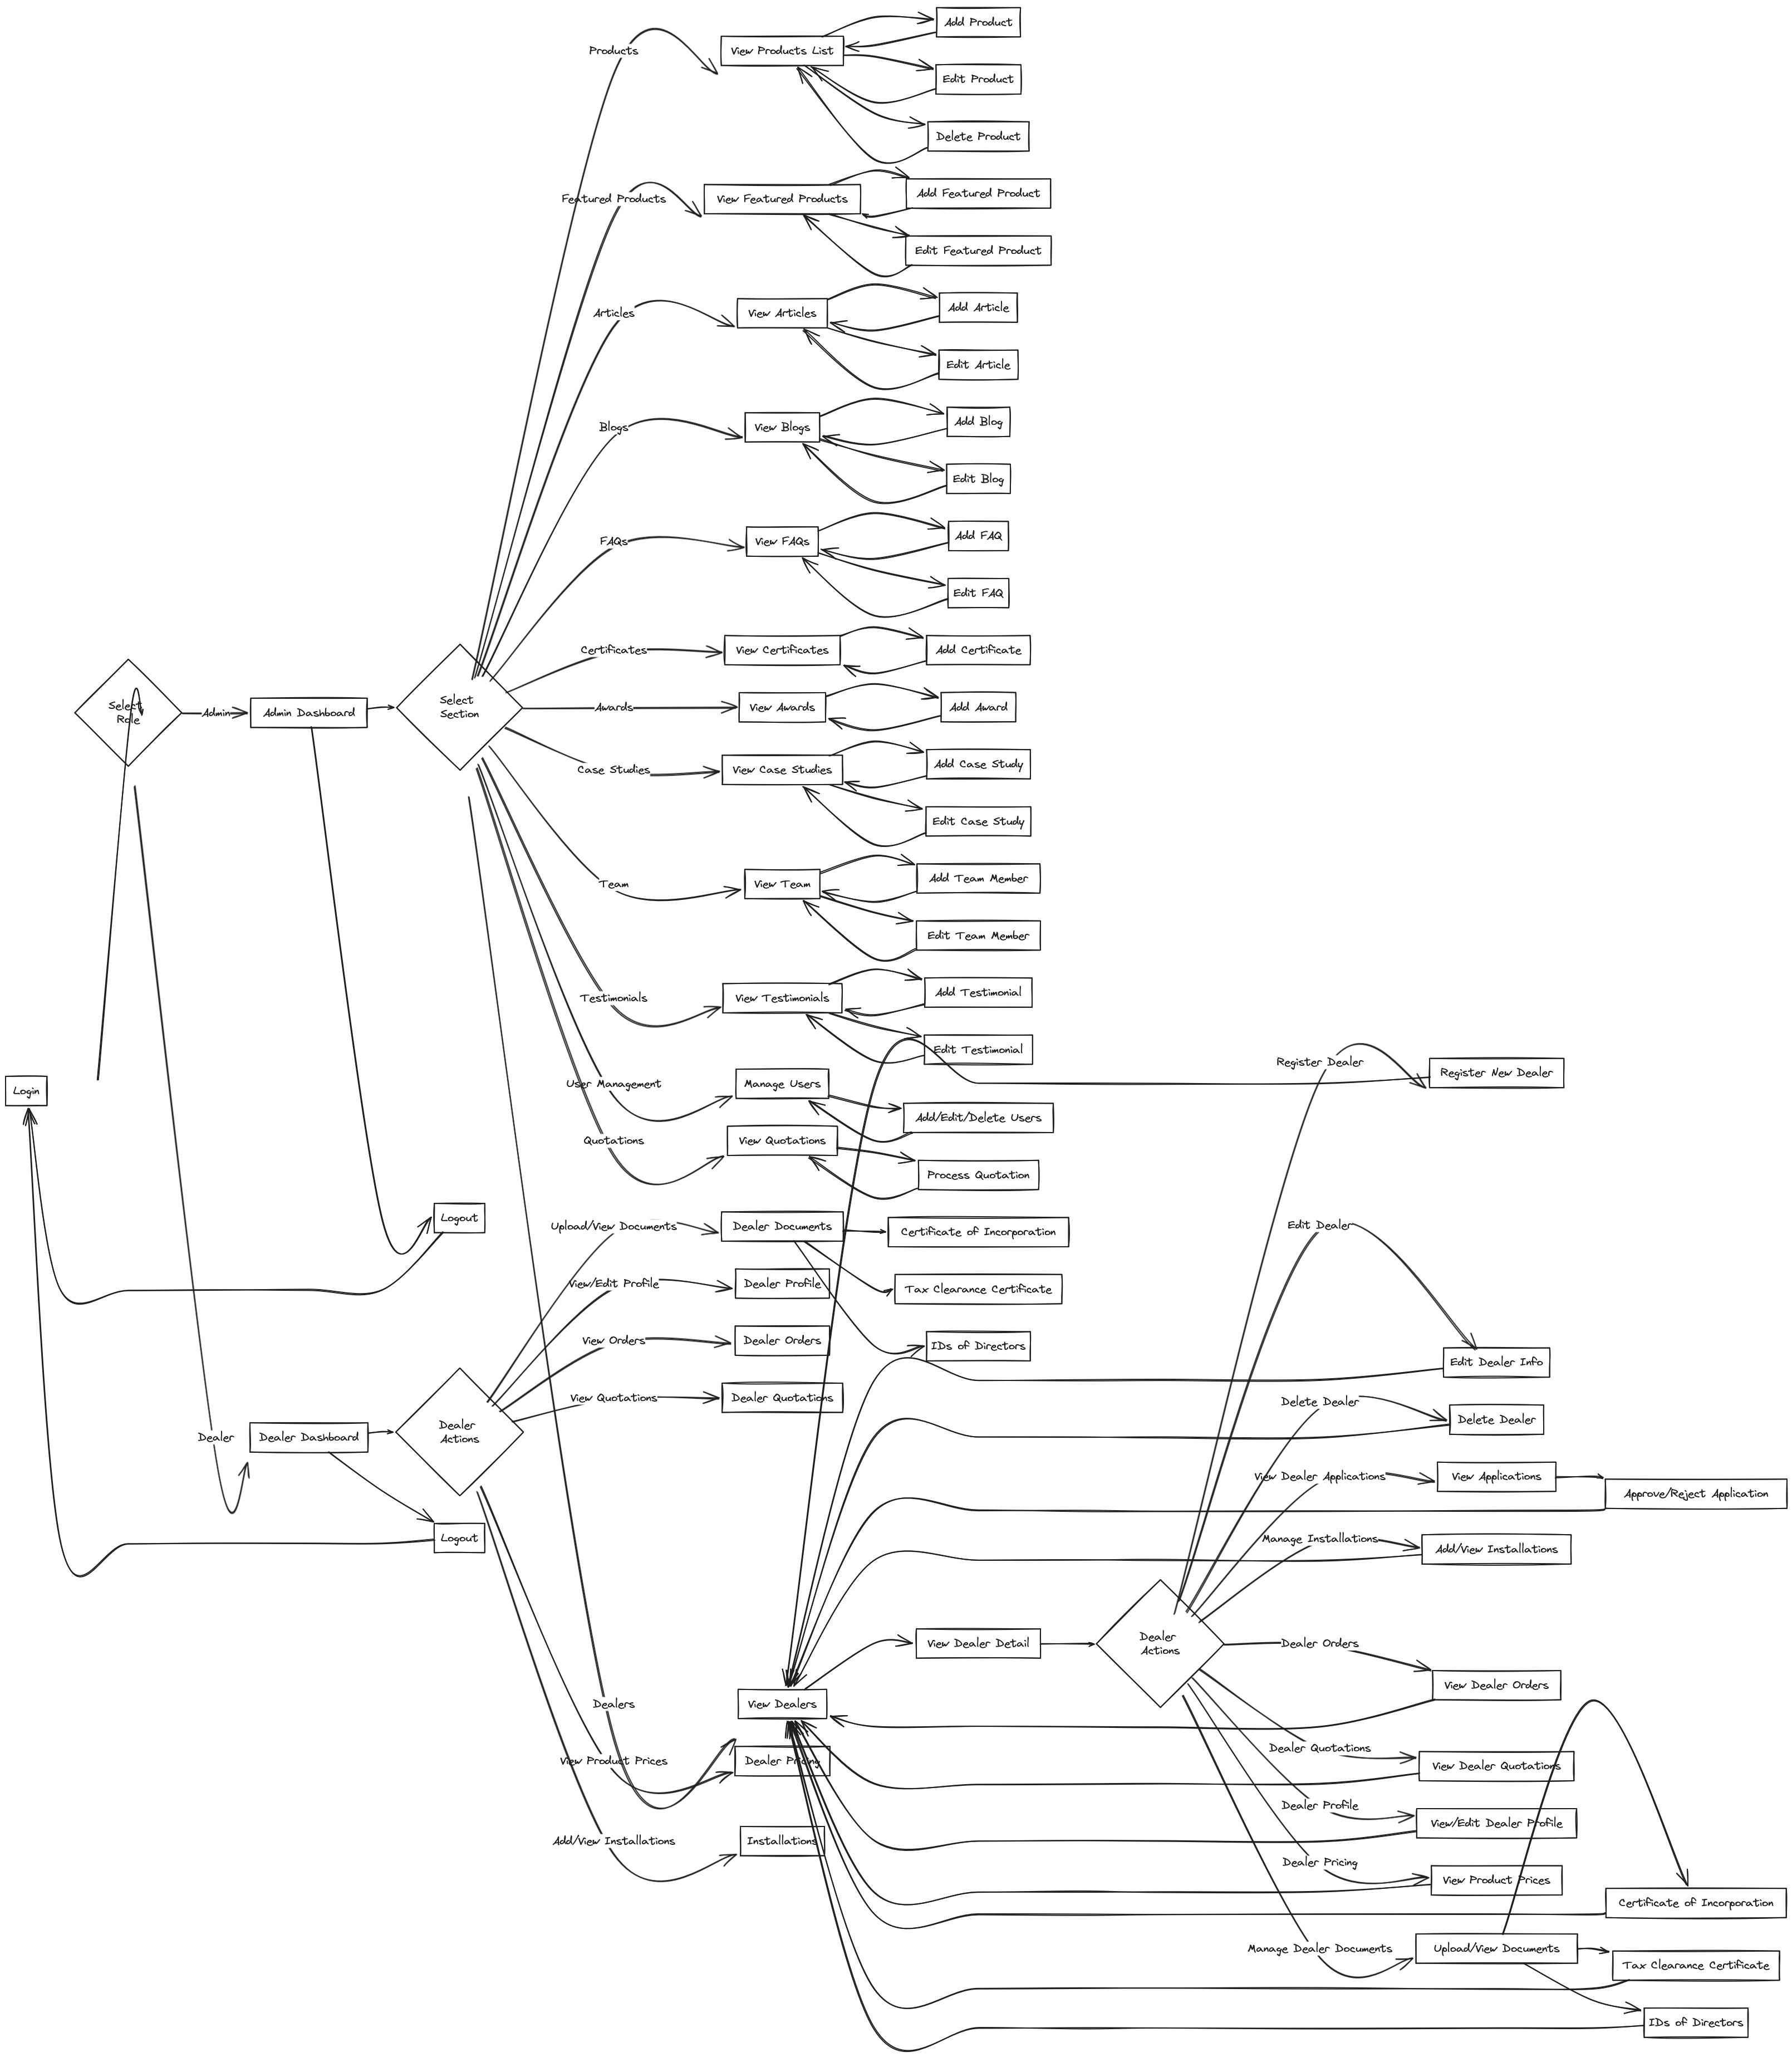 Products
View Products List
Add Product
Edit Product
Delete Product
Featured Products
View Featured Products
Add Featured Product
Edit Featured Product
Articles
View Articles
Add Article
Edit Article
Blogs
View Blogs
Add Blog
Edit Blog
FAQs
View FAQs
Add FAQ
Edit FAQ
Select
Role
Admin
Admin Dashboard
Select
Section
Certificates
View Certificates
Add Certificate
Awards
View Awards
Add Award
Case Studies
View Case Studies
Add Case Study
Edit Case Study
Team
View Team
Add Team Member
Edit Team Member
Testimonials
View Testimonials
Add Testimonial
Edit Testimonial
Login
User Management
Manage Users
Add/Edit/Delete Users
Quotations
View Quotations
Process Quotation
Logout
Upload/View Documents
Dealer Documents
Certificate of Incorporation
View/Edit Profile
Dealer Profile
Tax Clearance Certificate
View Orders
Dealer Orders
IDs of Directors
View Quotations
Dealer Quotations
Dealer
Dealer Dashboard
Dealer
Actions
Logout
Dealers
View Dealers
View Product Prices
Dealer Pricing
Add/View Installations
Installations
View Dealer Detail
Dealer
Actions
Register Dealer
Register New Dealer
Edit Dealer
Edit Dealer Info
Delete Dealer
Delete Dealer
View Dealer Applications
View Applications
Approve/Reject Application
Manage Installations
Add/View Installations
Dealer Orders
View Dealer Orders
Dealer Quotations
View Dealer Quotations
Dealer Profile
View/Edit Dealer Profile
Dealer Pricing
View Product Prices
Manage Dealer Documents
Upload/View Documents
Certificate of Incorporation
Tax Clearance Certificate
IDs of Directors